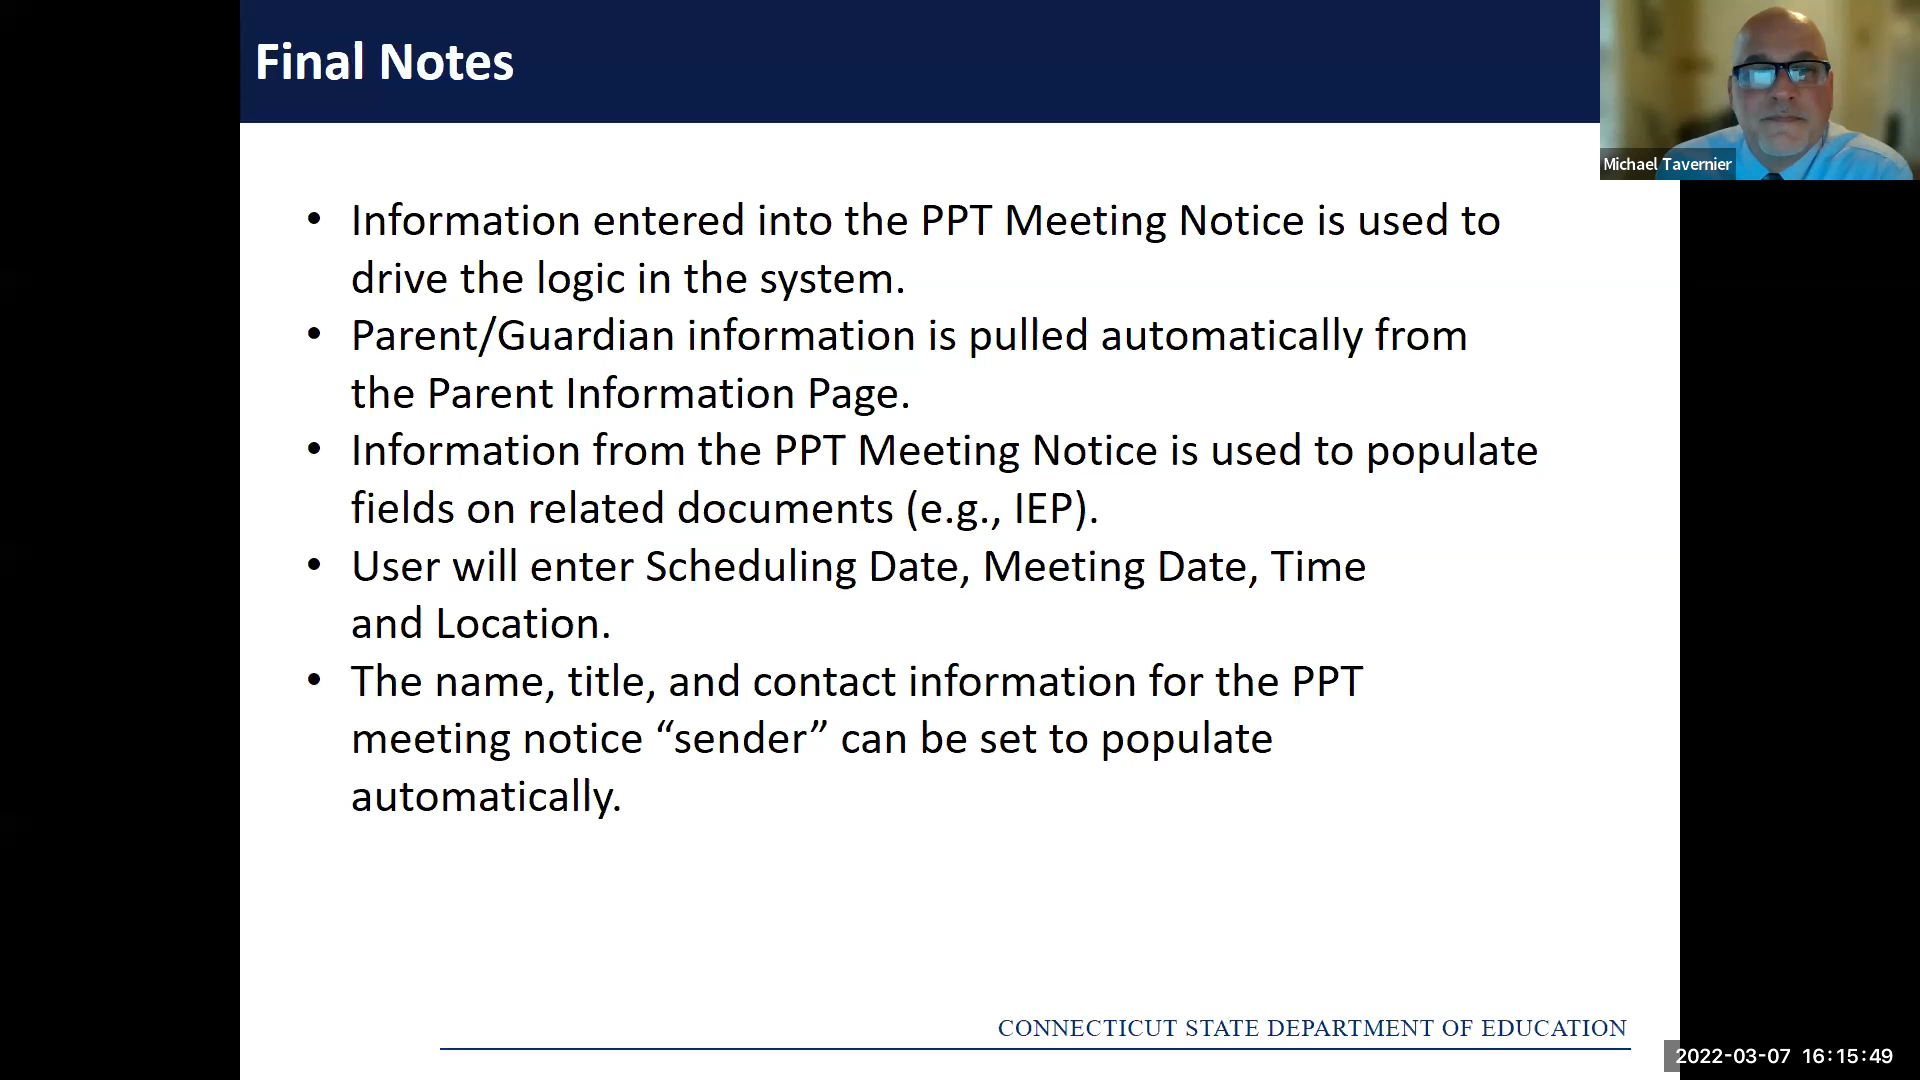 Final Notes
Michael Tavernier
• Information entered into the PPT Meeting Notice is used to
drive the logic in the system.
• Parent/Guardian information is pulled automatically from
the Parent Information Page.
• Information from the PPT Meeting Notice is used to populate
fields on related documents (e.g., IEP).
• User will enter Scheduling Date, Meeting Date, Time
and Location.
• The name, title, and contact information for the PPT
meeting notice “sender” can be set to populate
automatically.
CONNECTICUT STATE DEPARTMENT OF EDUCATION
2022-03-07 16:15:49